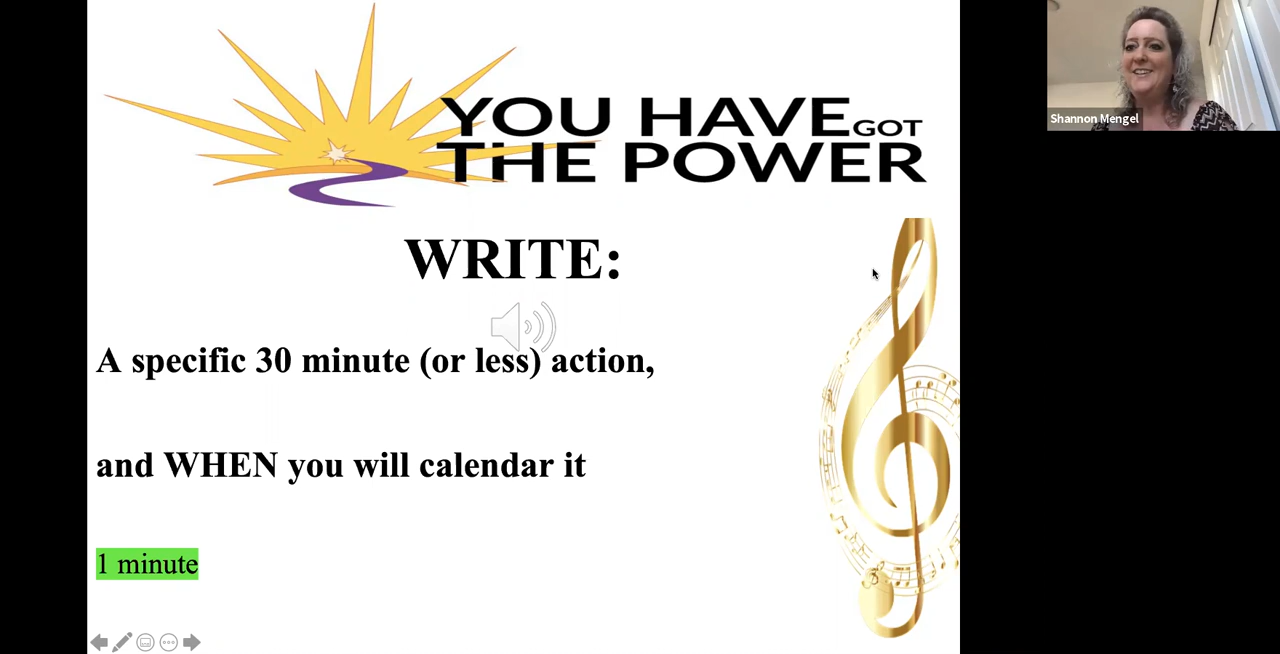 YOU HAVE GOT
THE POWER
WRITE:
A specific 30 minute (or less) action,
and WHEN you will calendar it
1 minute
Shannon Mengel